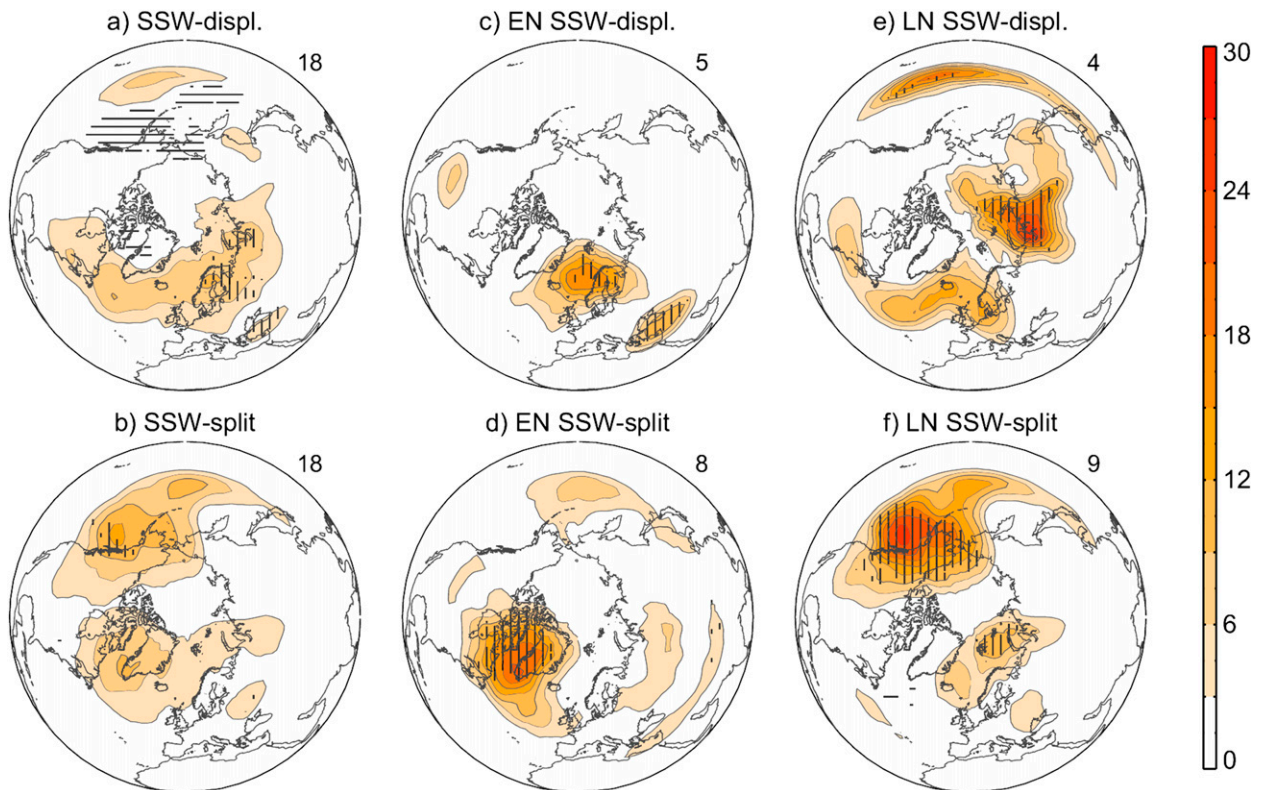 a) SSW-displ.
18
c) EN SSW-displ.
5
e) LN SSW-displ.
4
b) SSW-split
18
d) EN SSW-split
8
f) LN SSW-split
9
30
24
18
12
6
0